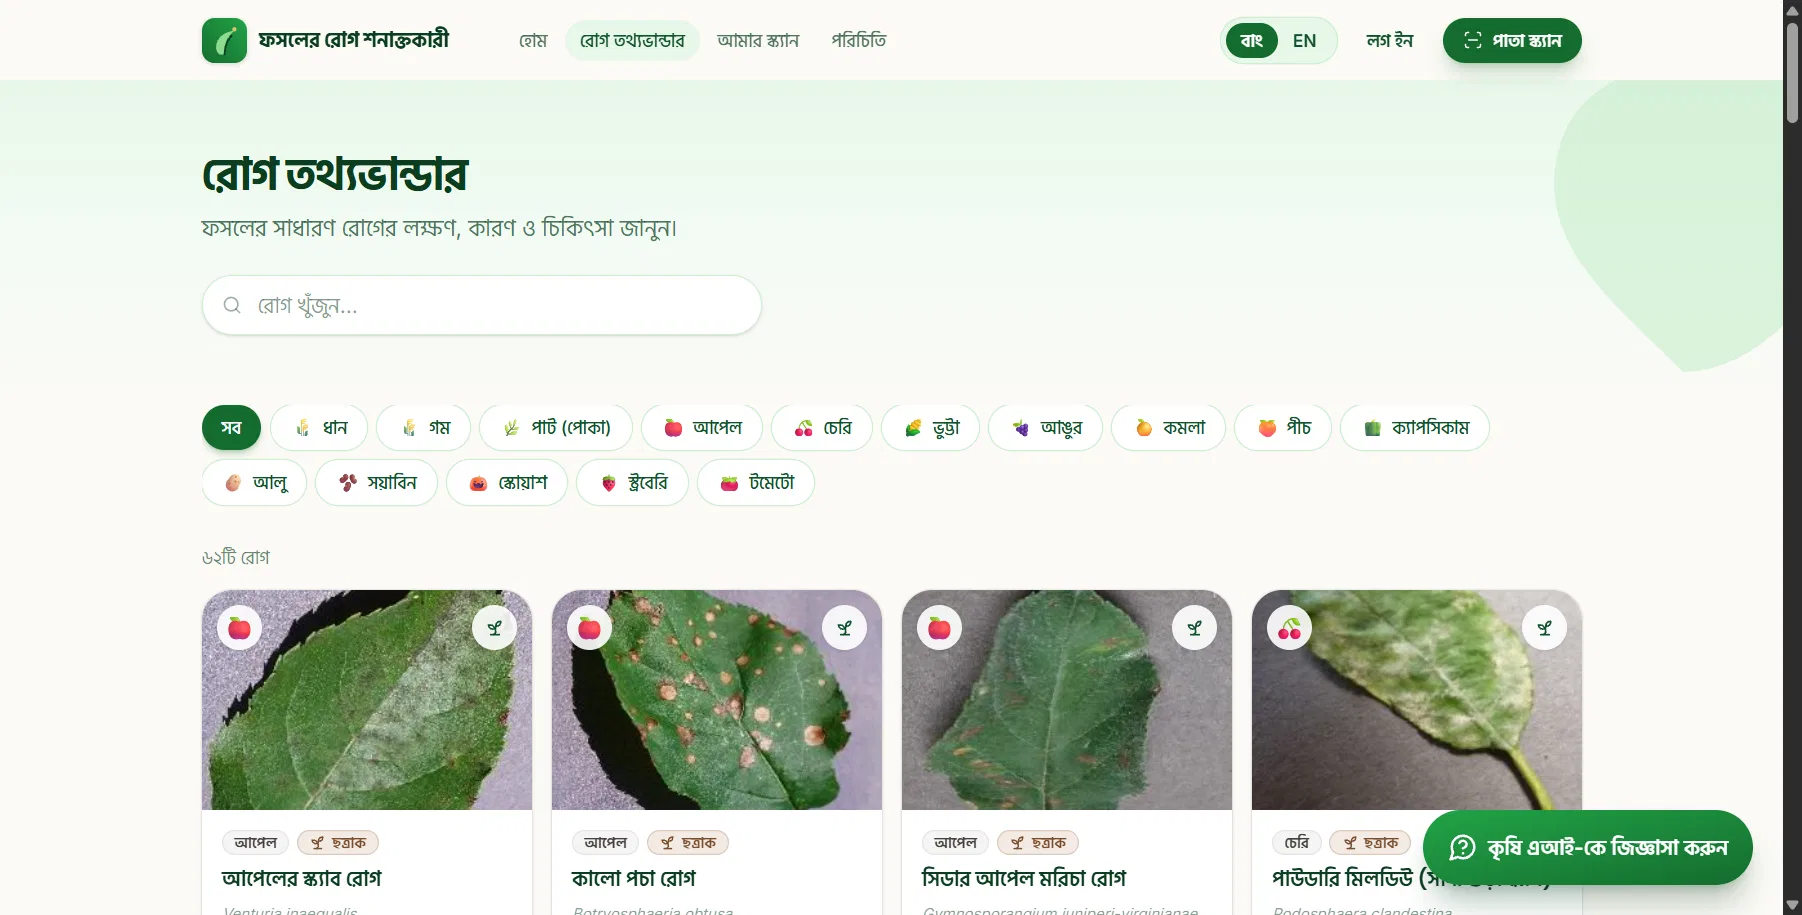 ফসলের রোগ শনাক্তকারী
হোম
রোগ তথ্যভান্ডার
আমার স্ক্যান
পরিচিতি
বাং
EN
লগ ইন
পাতা স্ক্যান
রোগ তথ্যভান্ডার
ফসলের সাধারণ রোগের লক্ষণ, কারণ ও চিকিৎসা জানুন।
রোগ খুঁজুন...
সব
ধান
গম
পাট (পোকা)
আপেল
চেরি
ভুট্টা
আঙুর
কমলা
পীচ
ক্যাপসিকাম
আলু
সয়াবিন
স্কোয়াশ
স্ট্রবেরি
টমেটো
৬২টি রোগ
আপেল
ছত্রাক
আপেলের স্ক্যাব রোগ
Venturia inaequalis
আপেল
ছত্রাক
কালো পচা রোগ
Botryosphaeria obtusa
আপেল
ছত্রাক
সিডার আপেল মরিচা রোগ
Gymnosporangium juniperi-virginianae
চেরি
ছত্রাক
পাউডারি মিলডিউ
Podosphaera clandestina
কৃষি এআই-কে জিজ্ঞাসা করুন